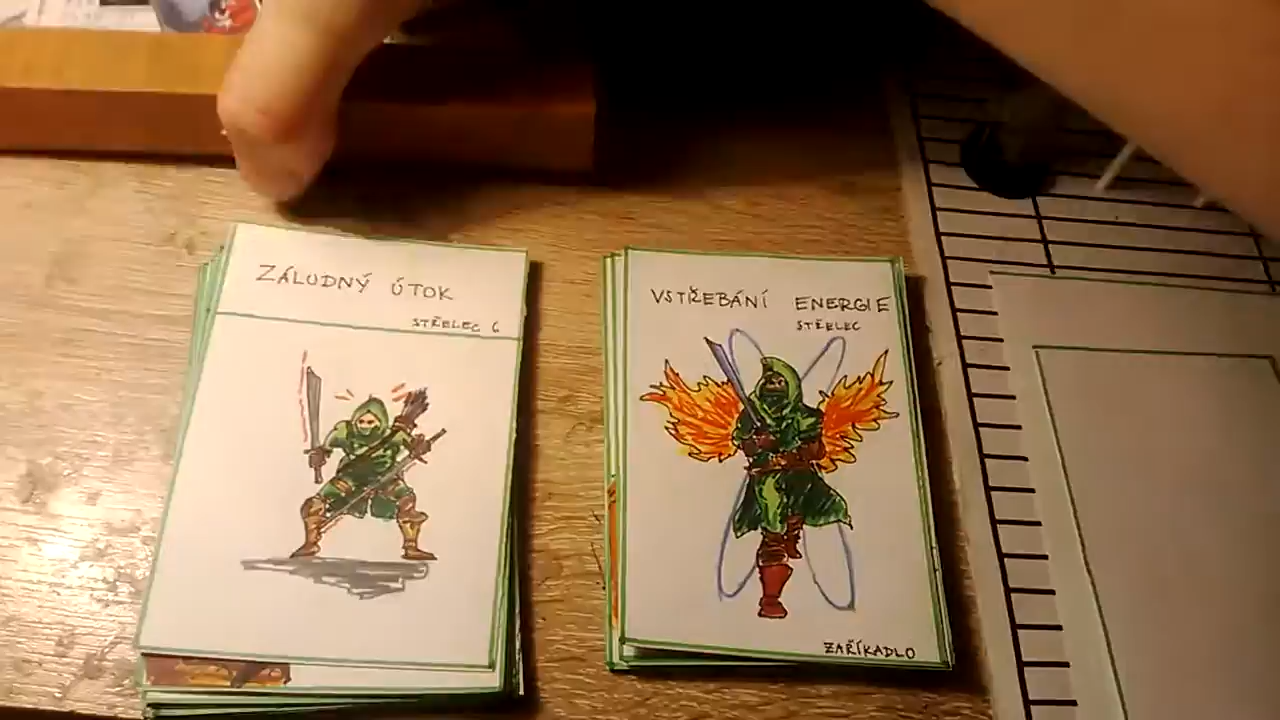 ZÁLUDNÝ ÚTOK
STŘELEC 6
VSTŘEBÁNÍ ENERGIE
STŘELEC
ZAŘÍKADLO